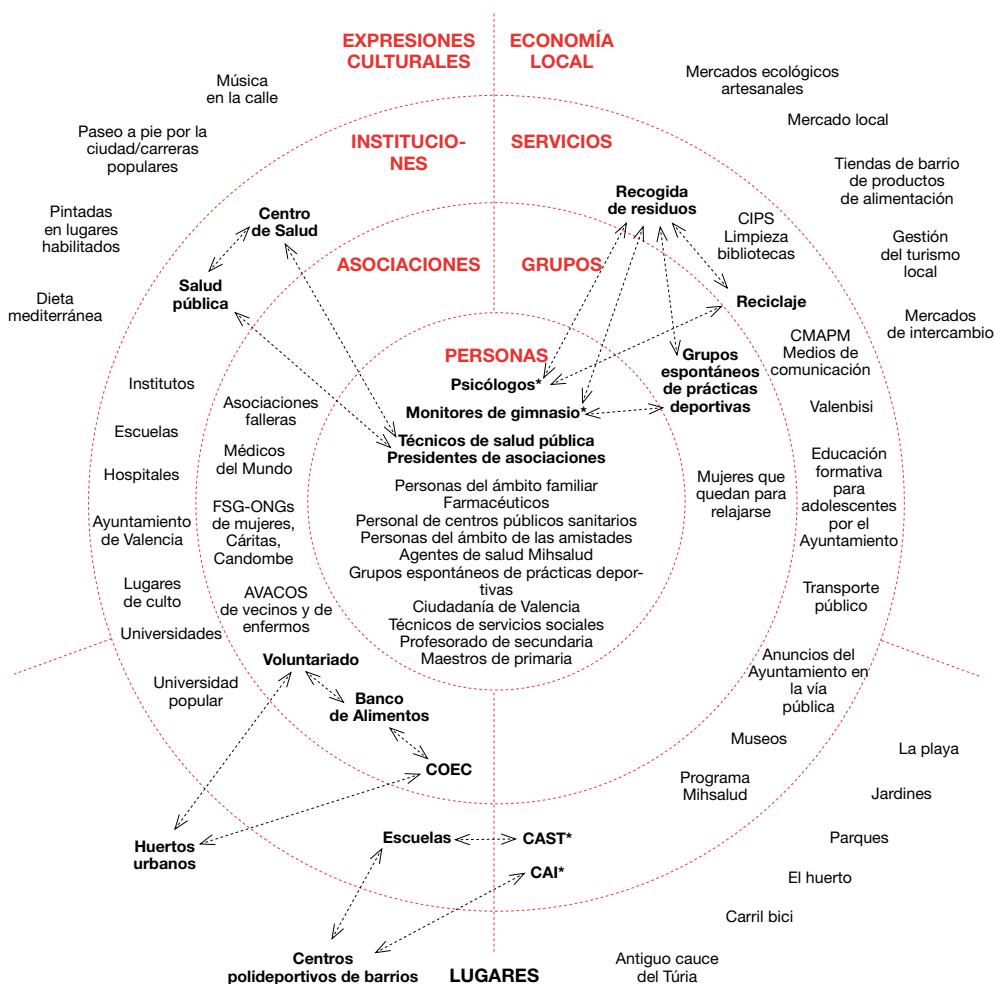 EXPRESIONES
CULTURALES
ECONOMÍA
LOCAL
Música
en la calle
Mercados ecológicos
artesanales
Mercado local
Paseo a pie por la
ciudad/carreras
populares
INSTITUCIO-
NES
SERVICIOS
Tiendas de barrio
de productos
de alimentación
Pintadas
en lugares
habilitados
Centro
de Salud
Recogida
de residuos
CIPS
Limpieza
bibliotecas
Gestión
del turismo
local
ASOCIACIONES
GRUPOS
Dieta
mediterránea
Salud
pública
Reciclaje
Mercados
de intercambio
PERSONAS
Psicólogos*
Monitores de gimnasio*
Técnicos de salud pública
Presidentes de asociaciones
Grupos
espontáneos
de prácticas
deportivas
CMAPM
Medios de
comunicación
Institutos
Asociaciones
falleras
Valenbisi
Escuelas
Médicos
del Mundo
Hospitales
Personas del ámbito familiar
Farmacéuticos
Personal de centros públicos sanitarios
Personas del ámbito de las amistades
Agentes de salud Mihsalud
Grupos espontáneos de prácticas depor-
tivas
Ciudadanía de Valencia
Técnicos de servicios sociales
Profesorado de secundaria
Maestros de primaria
Mujeres que
quedan para
relajarse
Educación
formativa
para
adolescentes
por el
Ayuntamiento
Ayuntamiento
de Valencia
FSG-ONGs
de mujeres,
Cáritas,
Candombe
Lugares
de culto
AVACOS
de vecinos y de
enfermos
Transporte
público
Universidades
Voluntariado
Anuncios del
Ayuntamiento en
la vía
pública
Universidad
popular
Banco
de Alimentos
Museos
La playa
COEC
Programa
Mihsalud
Jardines
Huertos
urbanos
Escuelas
CAST*
Parques
CAI*
El huerto
Carril bici
Centros
polideportivos de barrios
LUGARES
Antiguo cauce
del Túria